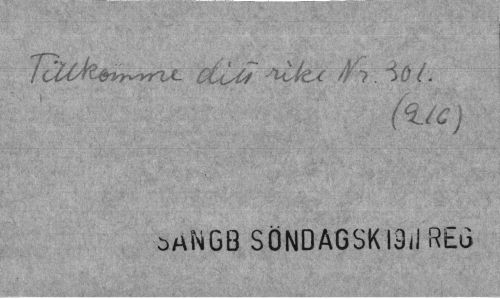 Tillkomme ditt rike Nr. 301.
(216)
SANGB SÖNDAGSK 1911 REG